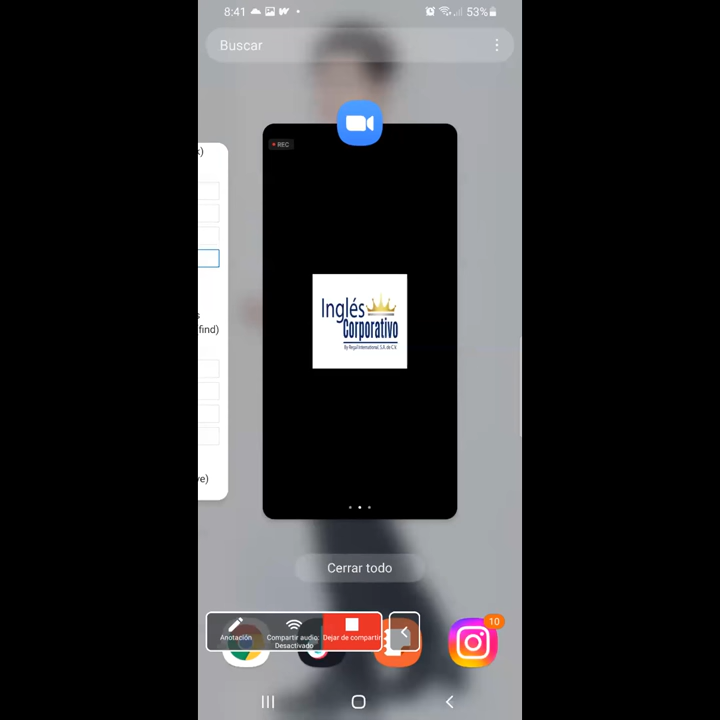 8:41
53%
Buscar
k)
REC
s
find)
Inglés
Corporativo
By Regal International, S.A. de C.V.
ve)
Cerrar todo
10
Anotación
Compartir audio:
Desactivado
Dejar de compartir